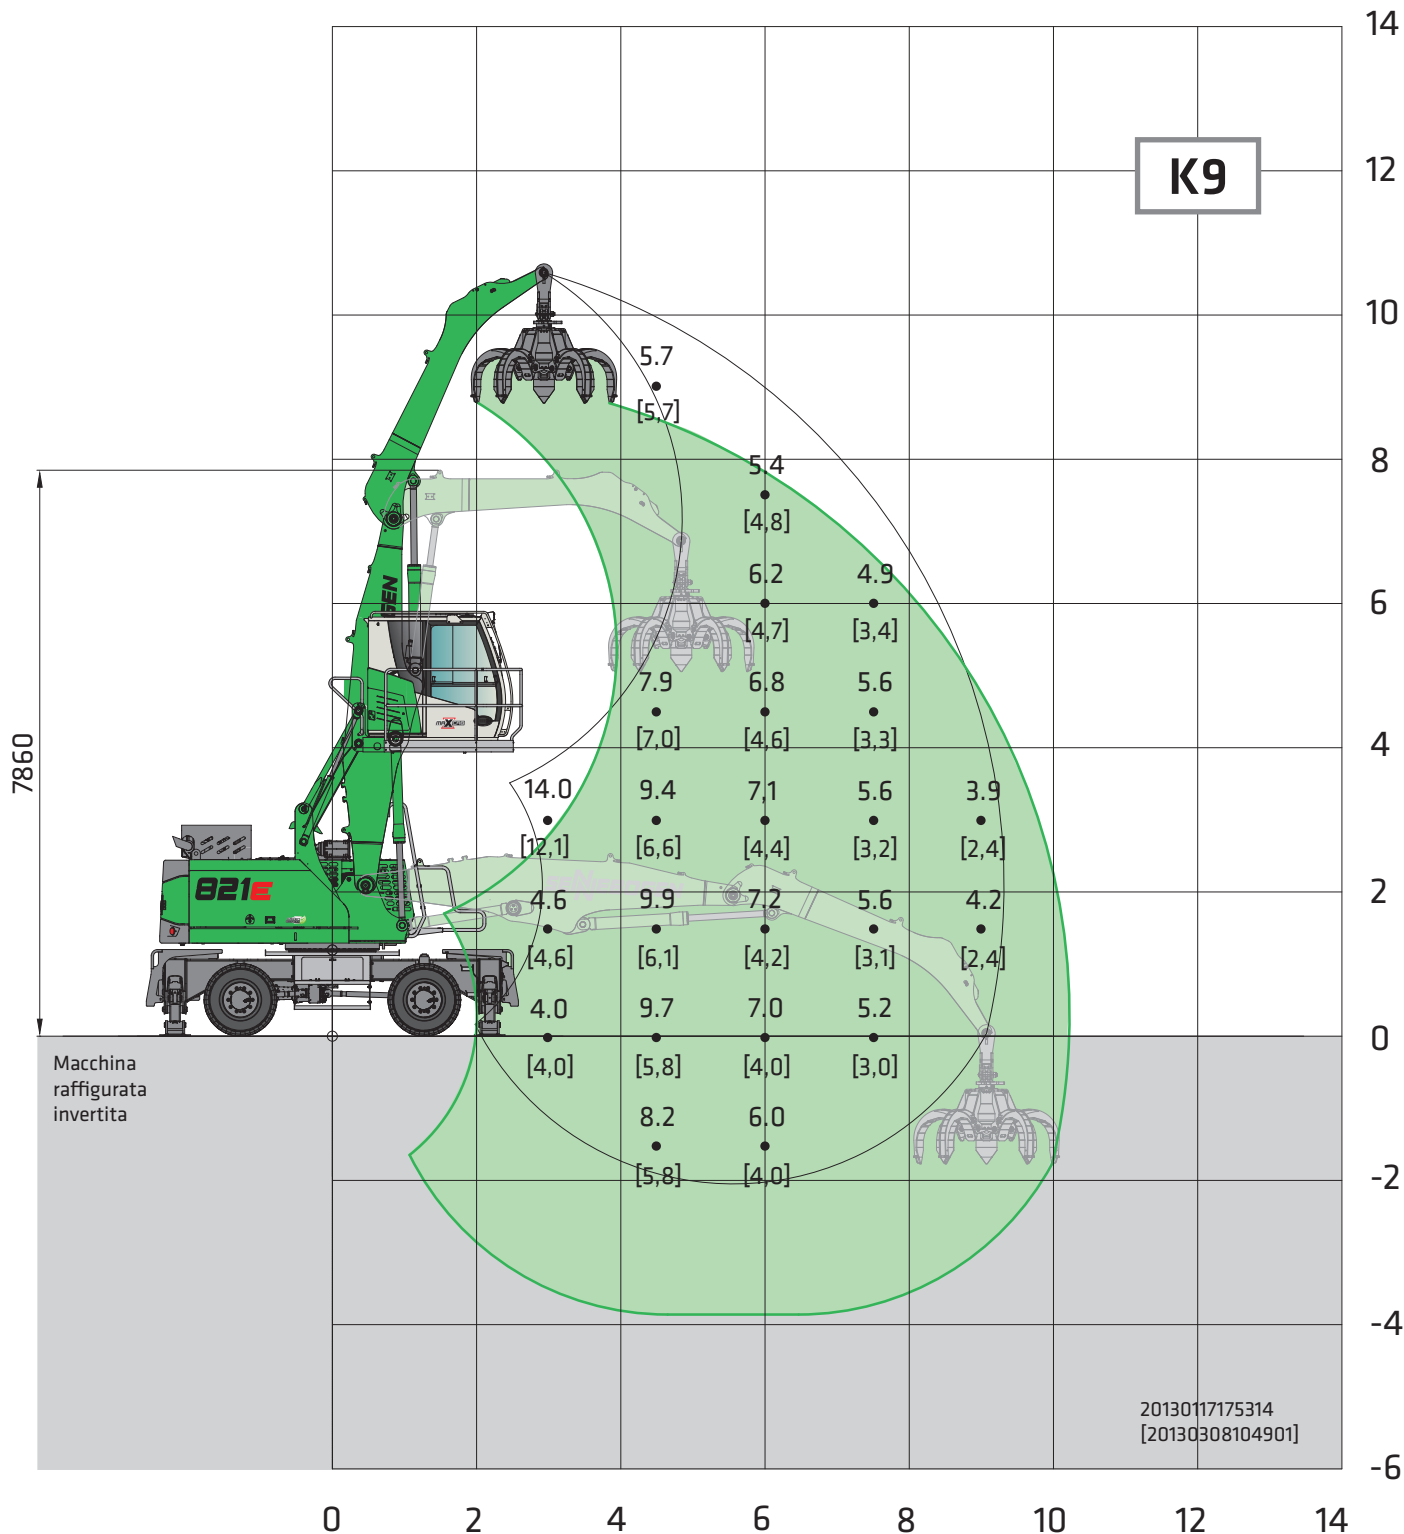 14
K9
12
10
5.7
[5,7]
8
5.4
[4,8]
7860
6.2 4.9
6
[4,7] [3,4]
7.9 6.8 5.6
[7,0] [4,6] [3,3]
4
14.0 9.4 7,1 5.6 3.9
[12,1] [6,6] [4,4] [3,2] [2,4]
821E
2
4.6 9.9 7.2 5.6 4.2
[4,6] [6,1] [4,2] [3,1] [2,4]
4.0 9.7 7.0 5.2
0
[4,0] [5,8] [4,0] [3,0]
Macchina
raffigurata
invertita
8.2 6.0
[5,8] [4,0]
-2
-4
20130117175314
[20130308104901]
-6
0 2 4 6 8 10 12 14